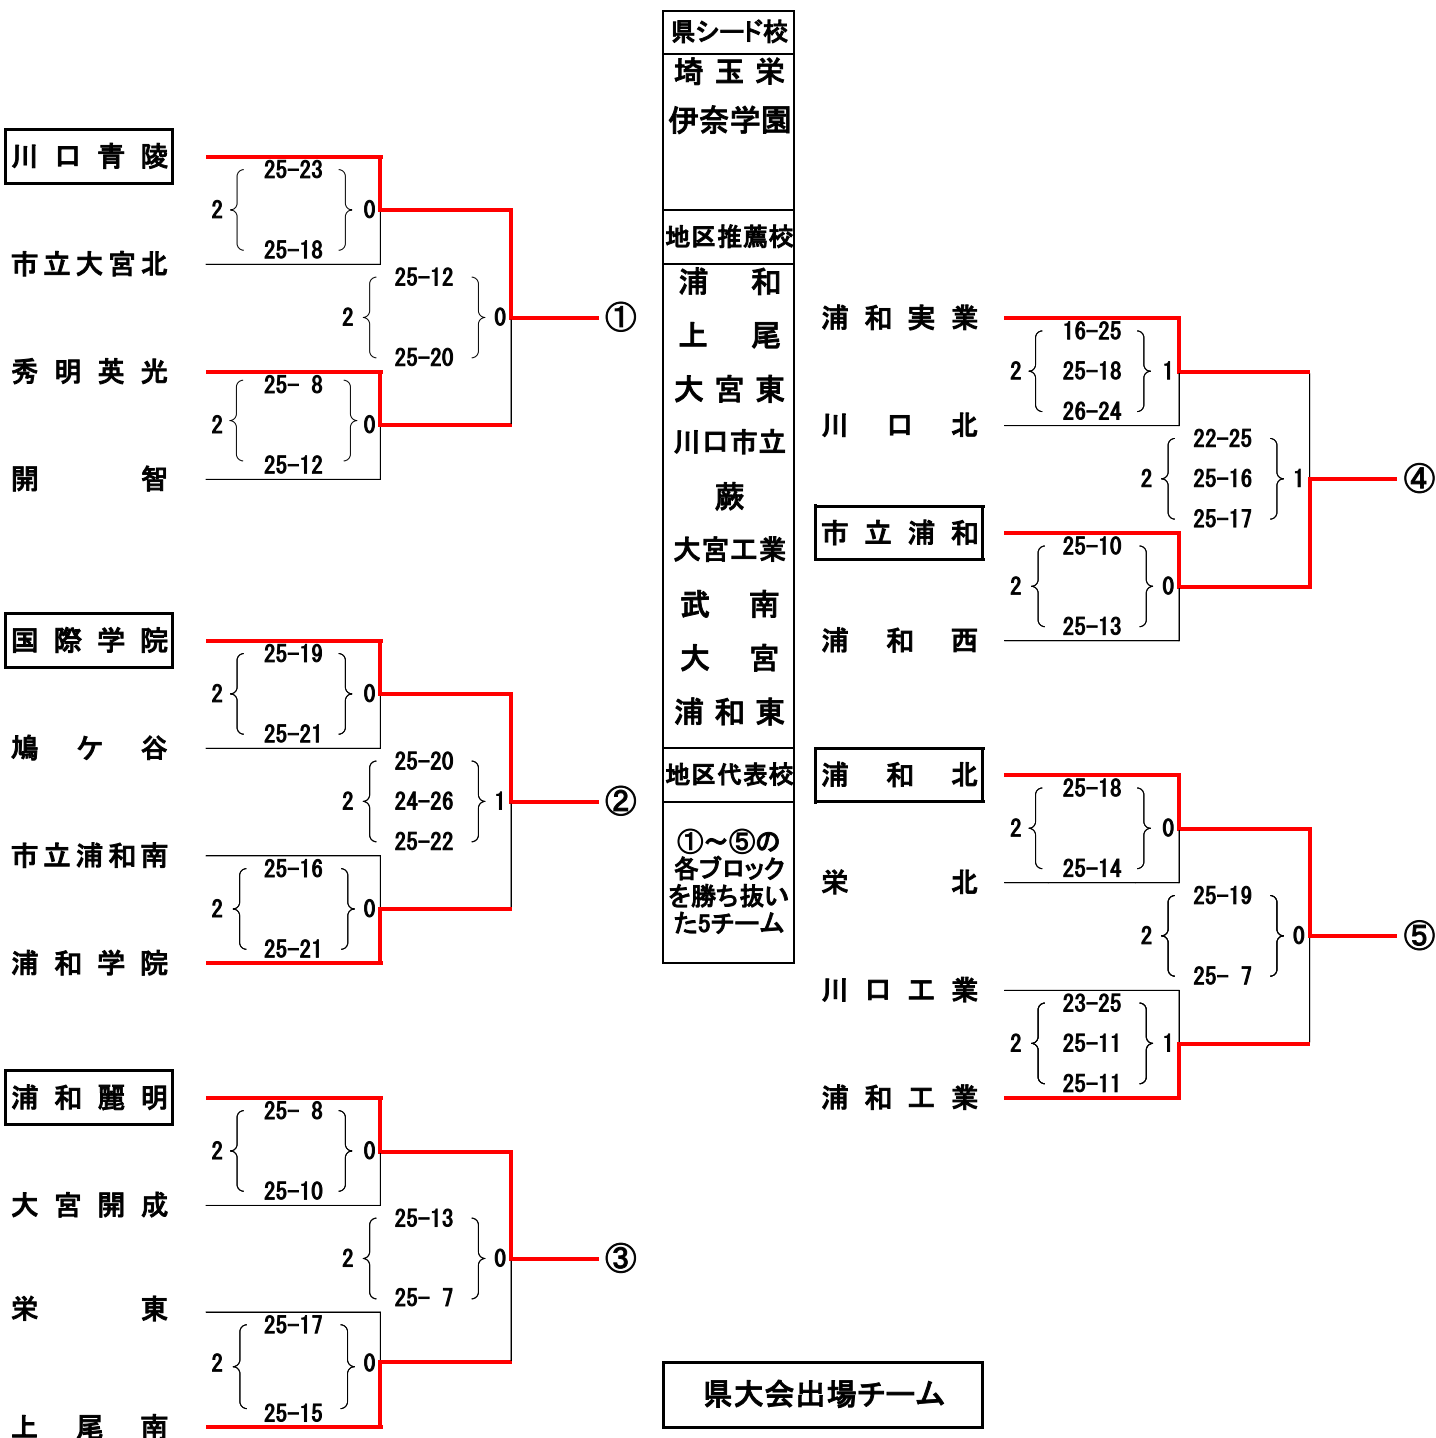 県シード校
埼玉栄
伊奈学園
地区推薦校
浦和
上尾
大宮東
川口市立
蕨
大宮工業
武南
大宮
浦和東
地区代表校
①～⑤の
各ブロック
を勝ち抜い
た5チーム
川口青陵
25-23
2 0
25-18
市立大宮北
25-12
2 0 ①
25-20
秀明英光
25- 8
2 0
25-12
開智
国際学院
25-19
2 0
25-21
鳩ケ谷
25-20
2 24-26 1 ②
25-22
市立浦和南
25-16
2 0
25-21
浦和学院
浦和麗明
25- 8
2 0
25-10
大宮開成
25-13
2 0 ③
25- 7
栄東
25-17
2 0
25-15
上尾南
浦和実業
16-25
2 25-18 1
26-24
川口北
22-25
2 25-16 1 ④
25-17
市立浦和
25-10
2 0
25-13
浦和西
浦和北
25-18
2 0
25-14
栄北
25-19
2 0 ⑤
25- 7
川口工業
23-25
2 25-11 1
25-11
浦和工業
県大会出場チーム